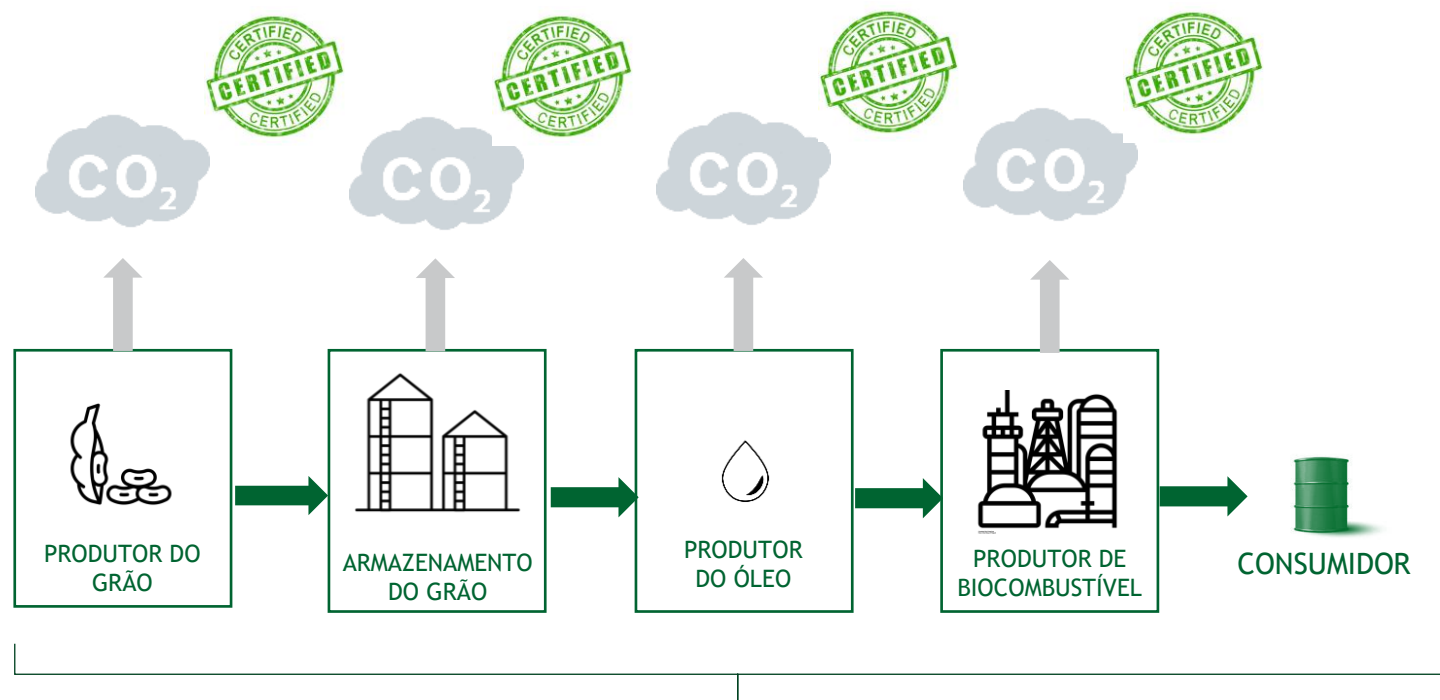 CERTIFIED
CERTIFIED
CERTIFIED
CERTIFIED
CERTIFIED
CERTIFIED
CERTIFIED
CERTIFIED
CERTIFIED
CERTIFIED
CERTIFIED
CERTIFIED
CO₂
CO₂
CO₂
CO₂
PRODUTOR DO
GRÃO
ARMAZENAMENTO
DO GRÃO
PRODUTOR
DO ÓLEO
PRODUTOR DE
BIOCOMBUSTÍVEL
CONSUMIDOR